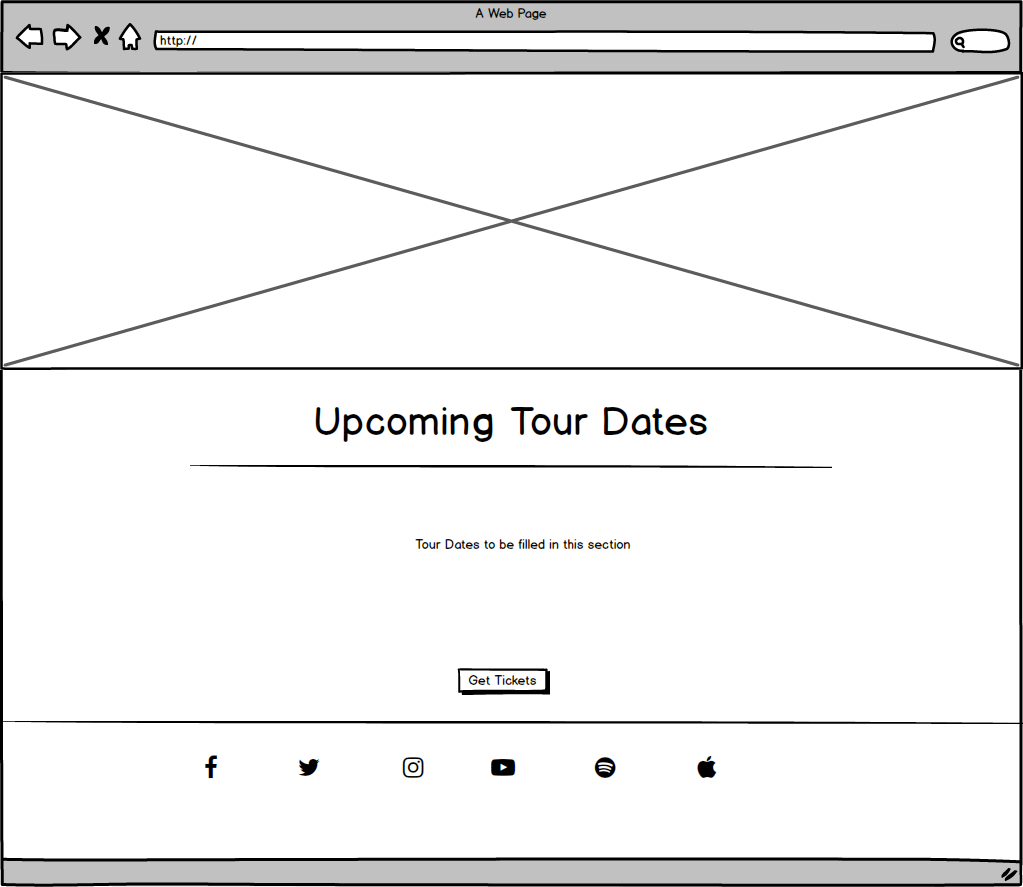 A Web Page
http://
Upcoming Tour Dates
Tour Dates to be filled in this section
Get Tickets